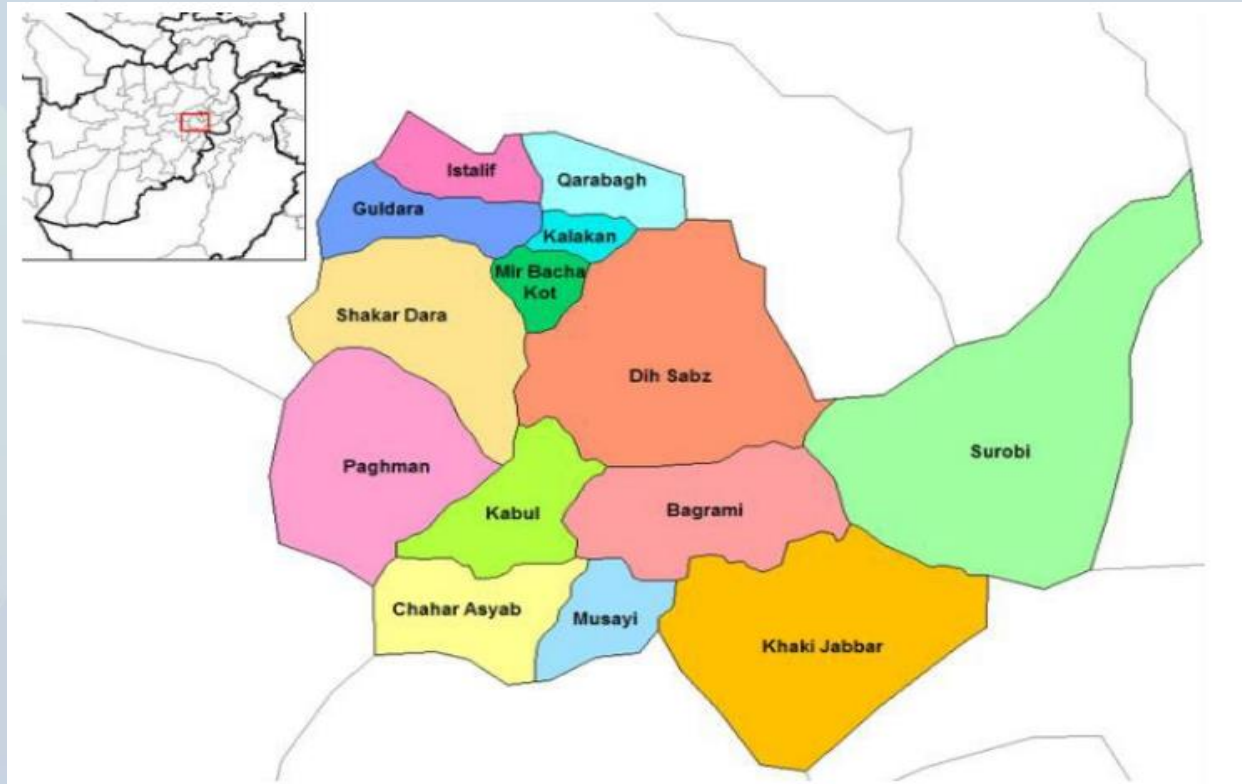 Istalif
Qarabagh
Guldara
Kalakan
Mir Bacha
Kot
Shakar Dara
Dih Sabz
Surobi
Paghman
Kabul
Bagrami
Chahar Asyab
Musayi
Khaki Jabbar